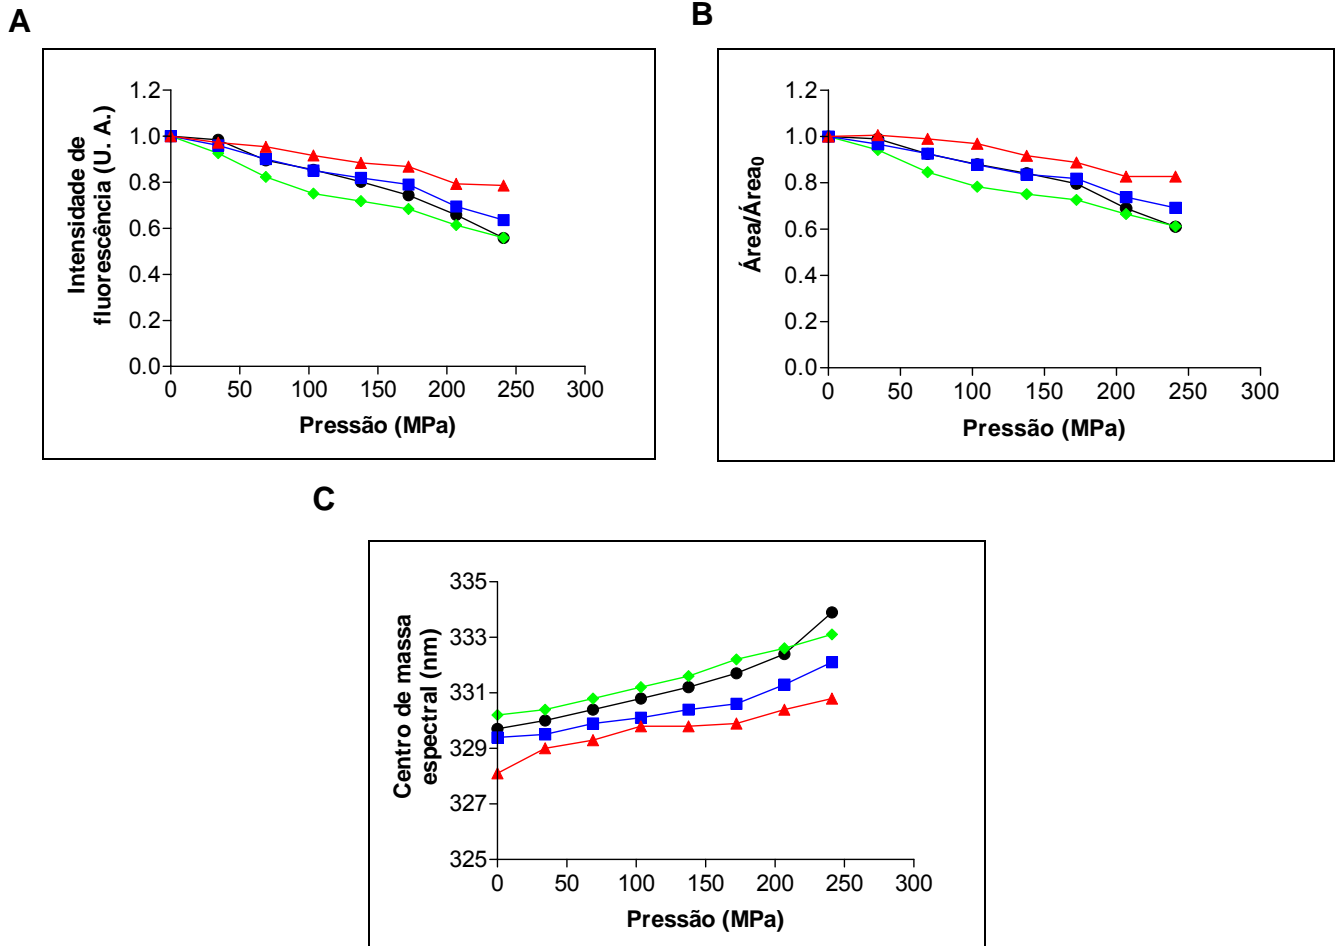 A
1.2
1.0
0.8
0.6
0.4
0.2
0.0
0 50 100 150 200 250 300
Intensidade de
fluorescência (U. A.)
Pressão (MPa)
B
1.2
1.0
0.8
0.6
0.4
0.2
0.0
0 50 100 150 200 250 300
Área/Área0
Pressão (MPa)
C
335
333
331
329
327
325
0 50 100 150 200 250 300
Centro de massa
espectral (nm)
Pressão (MPa)